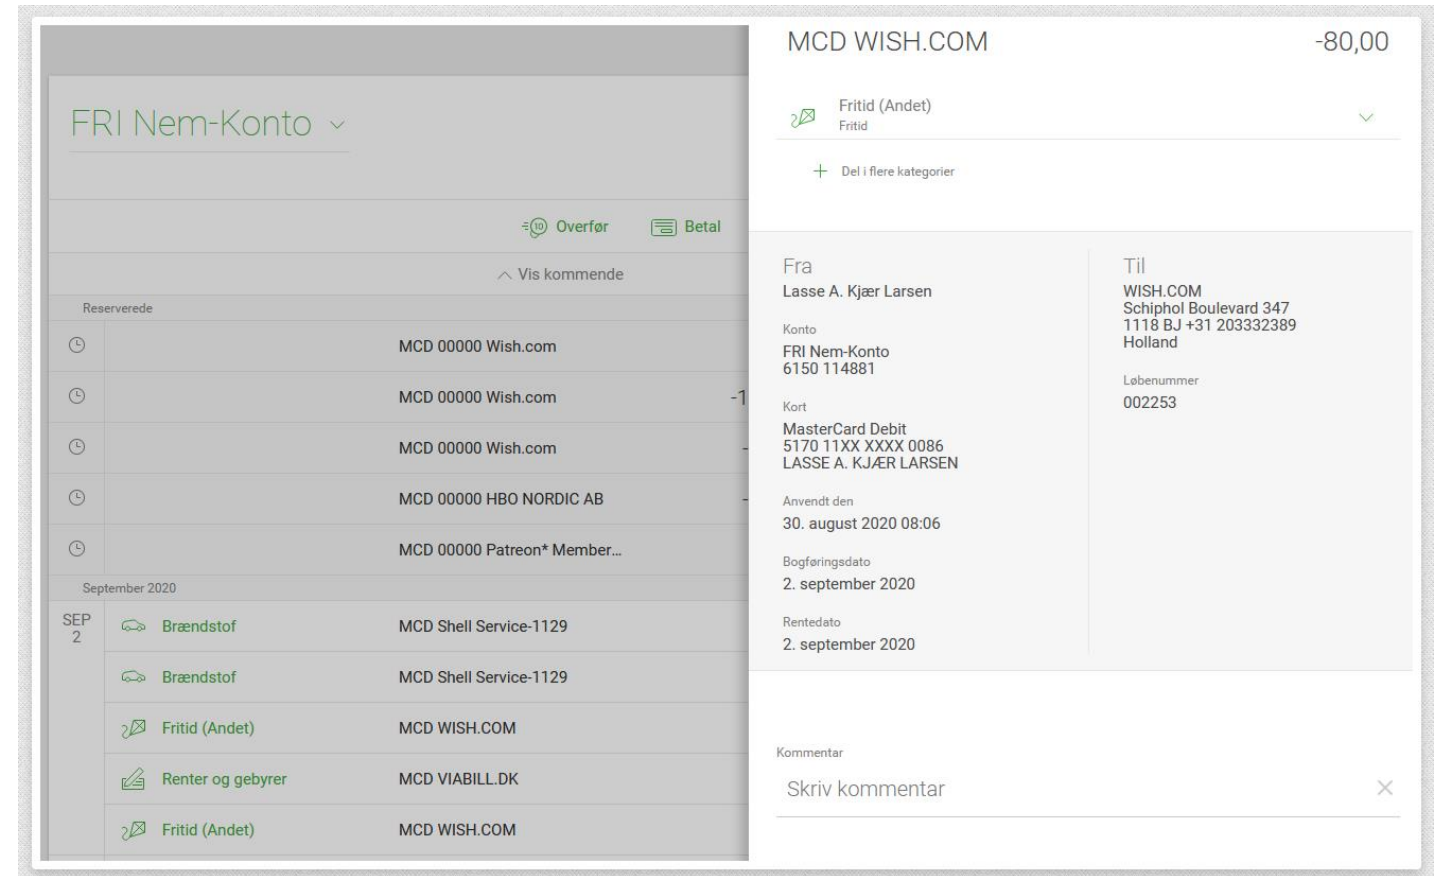 FRI Nem-Konto
Overfør
Betal
Vis kommende
Reserverede
MCD 00000 Wish.com
MCD 00000 Wish.com -1
MCD 00000 Wish.com -
MCD 00000 HBO NORDIC AB -
MCD 00000 Patreon* Member...
September 2020
SEP
2
Brændstof MCD Shell Service-1129
Brændstof MCD Shell Service-1129
Fritid (Andet) MCD WISH.COM
Renter og gebyrer MCD VIABILL.DK
Fritid (Andet) MCD WISH.COM
MCD WISH.COM -80,00
Fritid (Andet)
Fritid
Del i flere kategorier
Fra
Lasse A. Kjær Larsen
Konto
FRI Nem-Konto
6150 114881
Kort
MasterCard Debit
5170 11XX XXXX 0086
LASSE A. KJÆR LARSEN
Anvendt den
30. august 2020 08:06
Bogføringsdato
2. september 2020
Rentedato
2. september 2020
Til
WISH.COM
Schiphol Boulevard 347
1118 BJ +31 203332389
Holland
Løbenummer
002253
Kommentar
Skriv kommentar